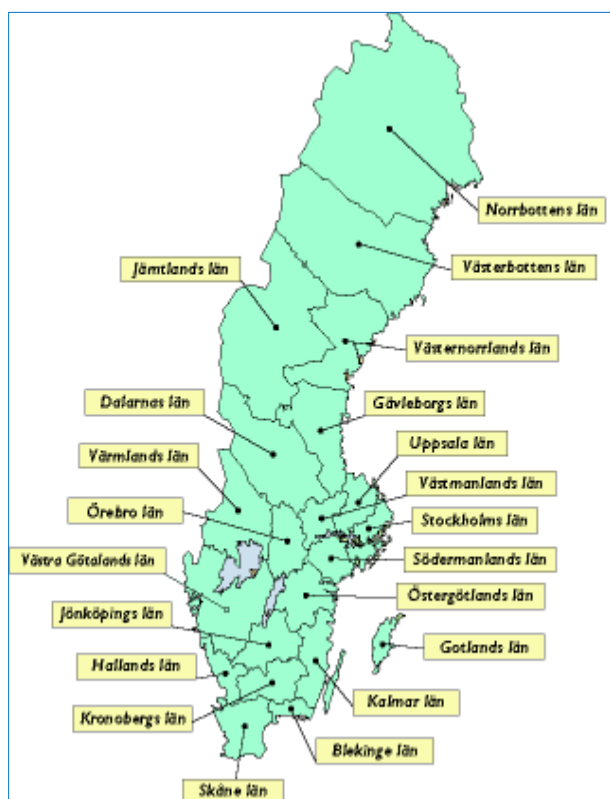 Norrbottens län
Västerbottens län
Jämtlands län
Västernorrlands län
Dalarnas län
Gävleborgs län
Uppsala län
Värmlands län
Västmanlands län
Örebro län
Stockholms län
Västra Götalands län
Södermanlands län
Östergötlands län
Jönköpings län
Gotlands län
Hallands län
Kalmar län
Kronobergs län
Blekinge län
Skåne län